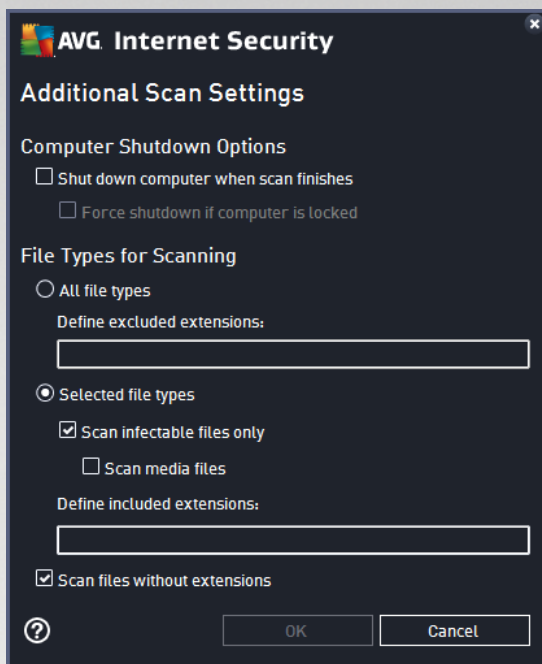 AVG. Internet Security
Additional Scan Settings
Computer Shutdown Options
Shut down computer when scan finishes
Force shutdown if computer is locked
File Types for Scanning
All file types
Define excluded extensions:
Selected file types
Scan infectable files only
Scan media files
Define included extensions:
Scan files without extensions
?
OK
Cancel